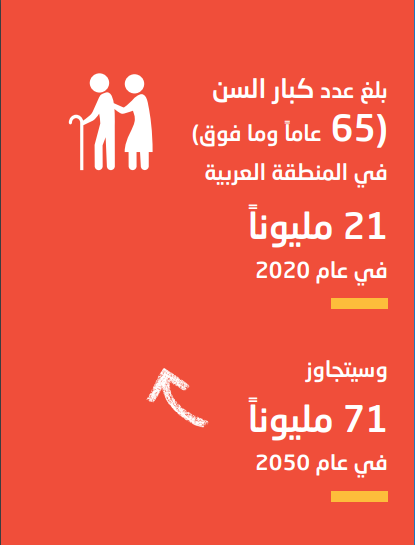 بلغ عدد كبار السن
(65 عاماً وما فوق)
في المنطقة العربية
21 مليوناً
في عام 2020
وسيتجاوز
71 مليوناً
في عام 2050